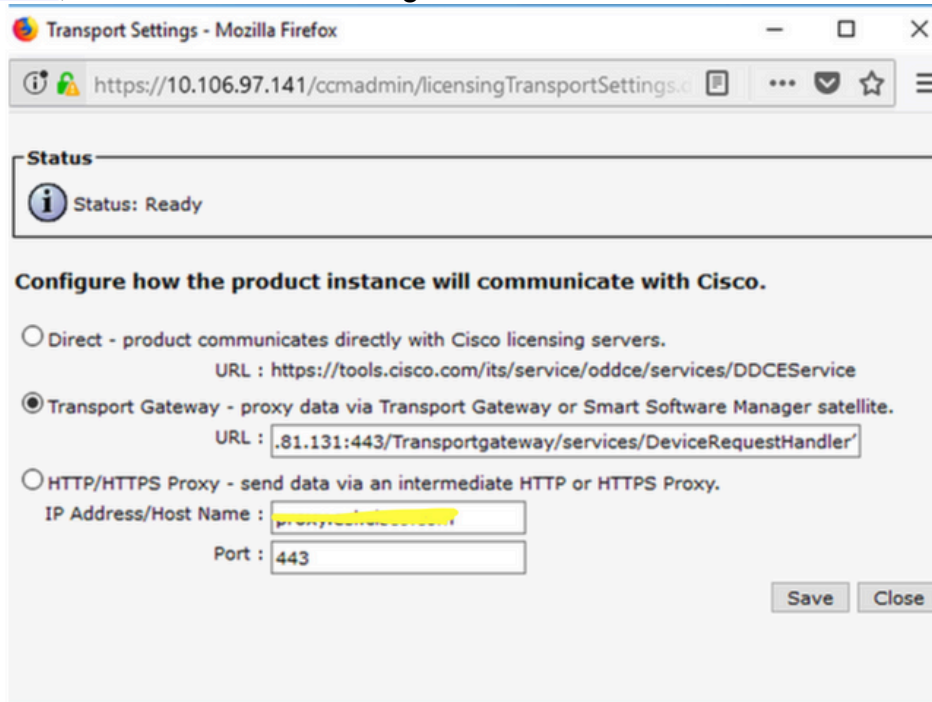 Transport Settings - Mozilla Firefox
https://10.106.97.141/ccmadmin/licensingTransportSettings.d
Status
Status: Ready
Configure how the product instance will communicate with Cisco.
Direct - product communicates directly with Cisco licensing servers.
URL : https://tools.cisco.com/its/service/oddce/services/DDCEService
Transport Gateway - proxy data via Transport Gateway or Smart Software Manager satellite.
URL : .81.131:443/Transportgateway/services/DeviceRequestHandler
HTTP/HTTPS Proxy - send data via an intermediate HTTP or HTTPS Proxy.
IP Address/Host Name :
Port : 443
Save Close